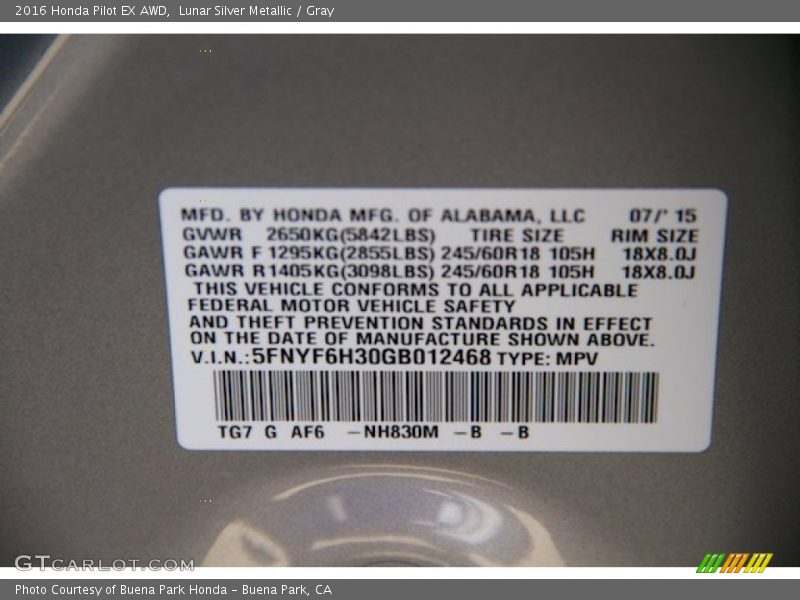 2016 Honda Pilot EX AWD, Lunar Silver Metallic / Gray
MFD. BY HONDA MFG. OF ALABAMA, LLC 07/' 15
GVWR 2650KG(5842LBS) TIRE SIZE RIM SIZE
GAWR F 1295KG(2855LBS) 245/60R18 105H 18X8.0J
GAWR R1405KG(3098LBS) 245/60R18 105H 18X8.0J
THIS VEHICLE CONFORMS TO ALL APPLICABLE
FEDERAL MOTOR VEHICLE SAFETY
AND THEFT PREVENTION STANDARDS IN EFFECT
ON THE DATE OF MANUFACTURE SHOWN ABOVE.
V.I.N.:5FNYF6H30GB012468 TYPE: MPV
TG7 G AF6 -NH830M -B -B
GTCARLOT.COM
Photo Courtesy of Buena Park Honda - Buena Park, CA